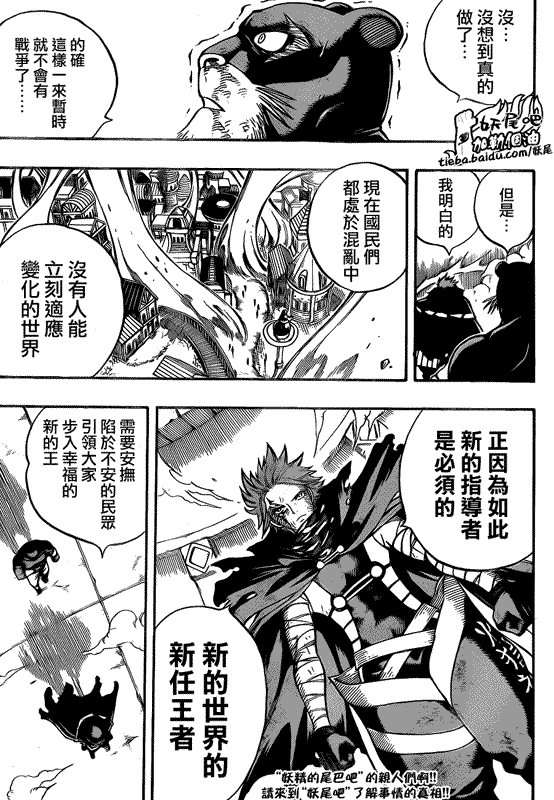 沒…
沒想到真的
做了…
的確
這樣一來暫時
就不會有
戰爭了……
妖尾吧
加勒個油
tieba.baidu.com/妖尾
但是…
我明白的
現在國民們
都處於混亂中
沒有人能
立刻適應
變化的世界
正因為如此
新的指導者
是必須的
需要安撫
陷於不安的民眾
引領大家
步入幸福的
新的王
新的世界的
新任王者
“妖精的尾巴吧”的親人們啊!!
請來到“妖尾吧”了解事情的真相!!